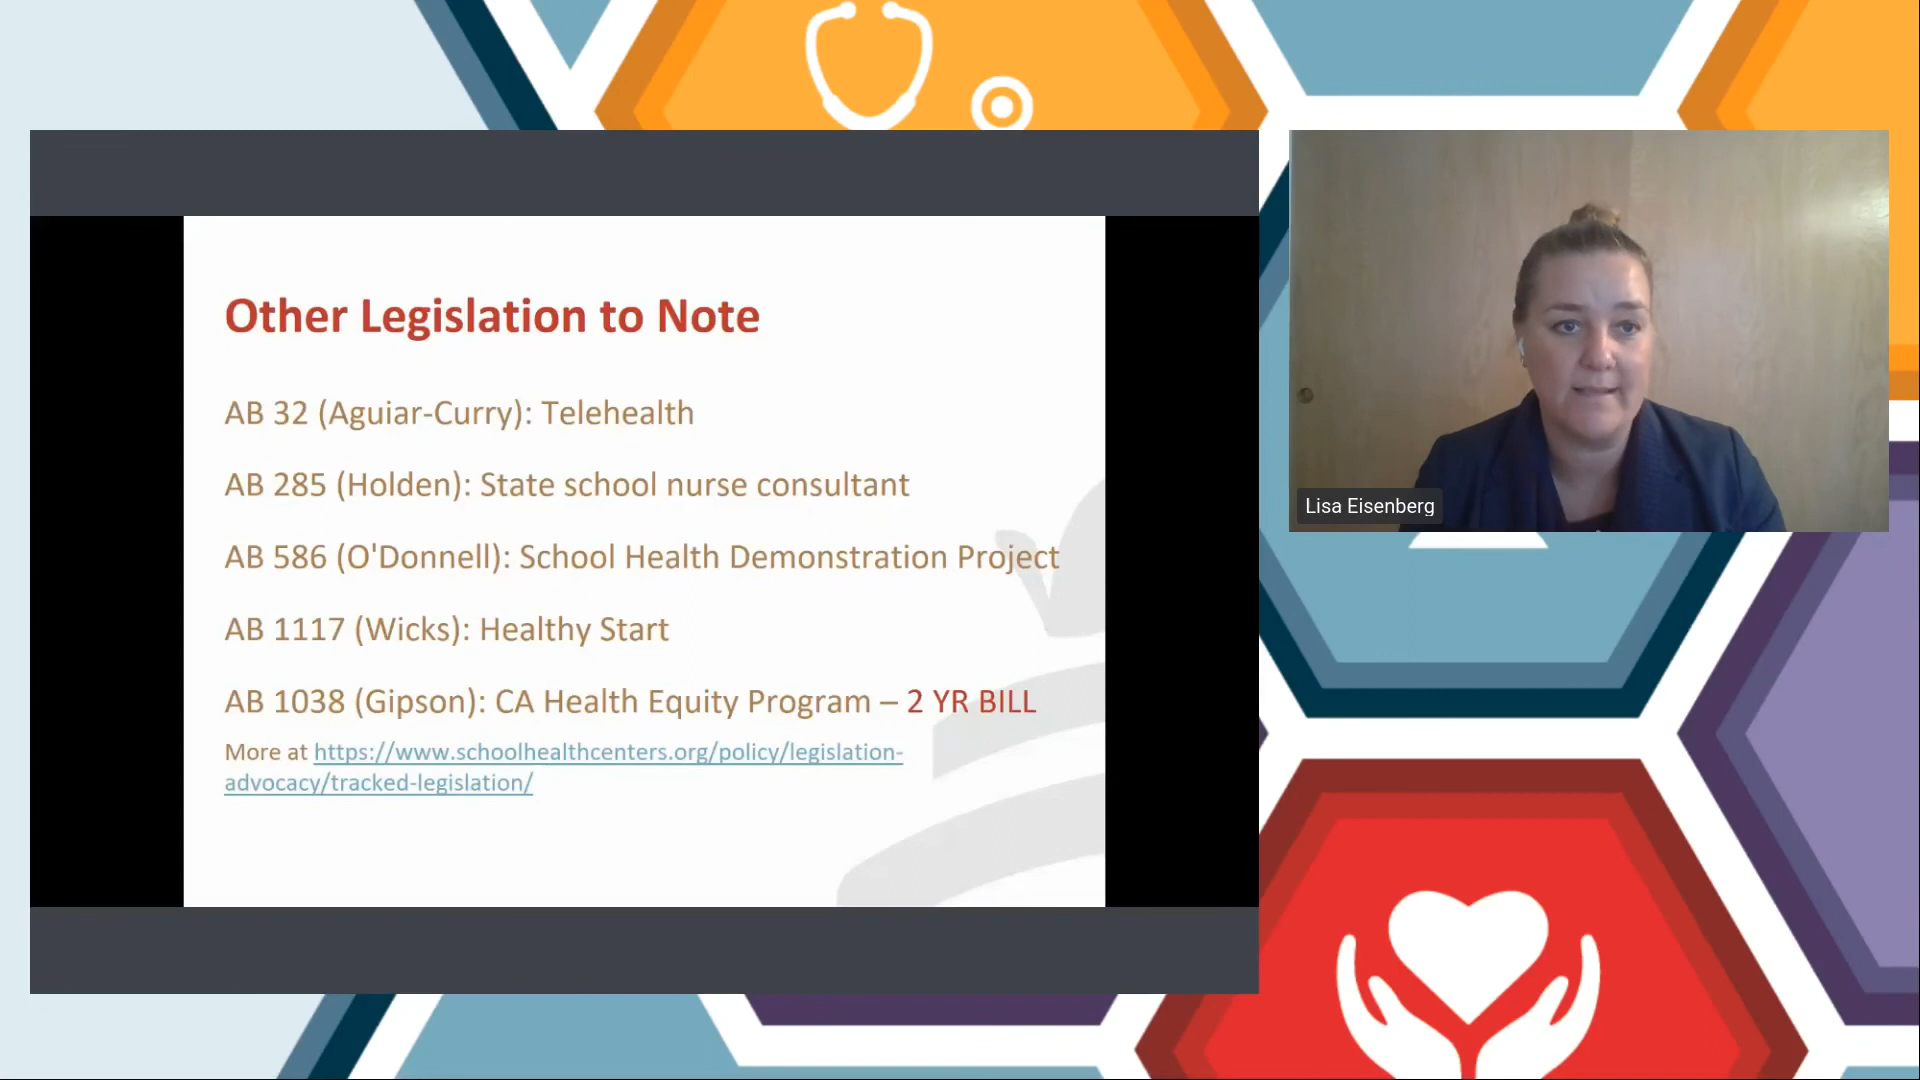 Other Legislation to Note
AB 32 (Aguiar-Curry): Telehealth
AB 285 (Holden): State school nurse consultant
AB 586 (O'Donnell): School Health Demonstration Project
AB 1117 (Wicks): Healthy Start
AB 1038 (Gipson): CA Health Equity Program – 2 YR BILL
More at https://www.schoolhealthcenters.org/policy/legislation-
advocacy/tracked-legislation/
Lisa Eisenberg